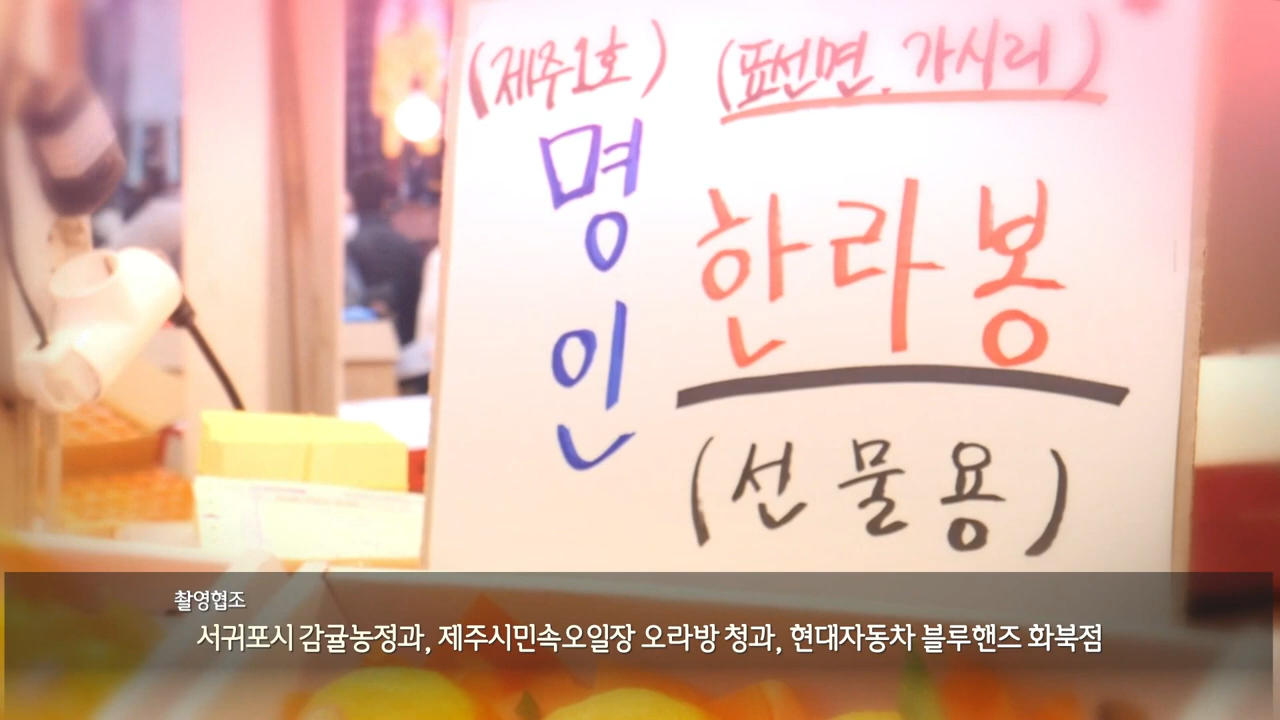 (제주1호) (표선면. 가시리)
명인
한라봉
(선물용)
촬영협조
서귀포시 감귤농정과, 제주시민속오일장 오라방 청과, 현대자동차 블루핸즈 화북점